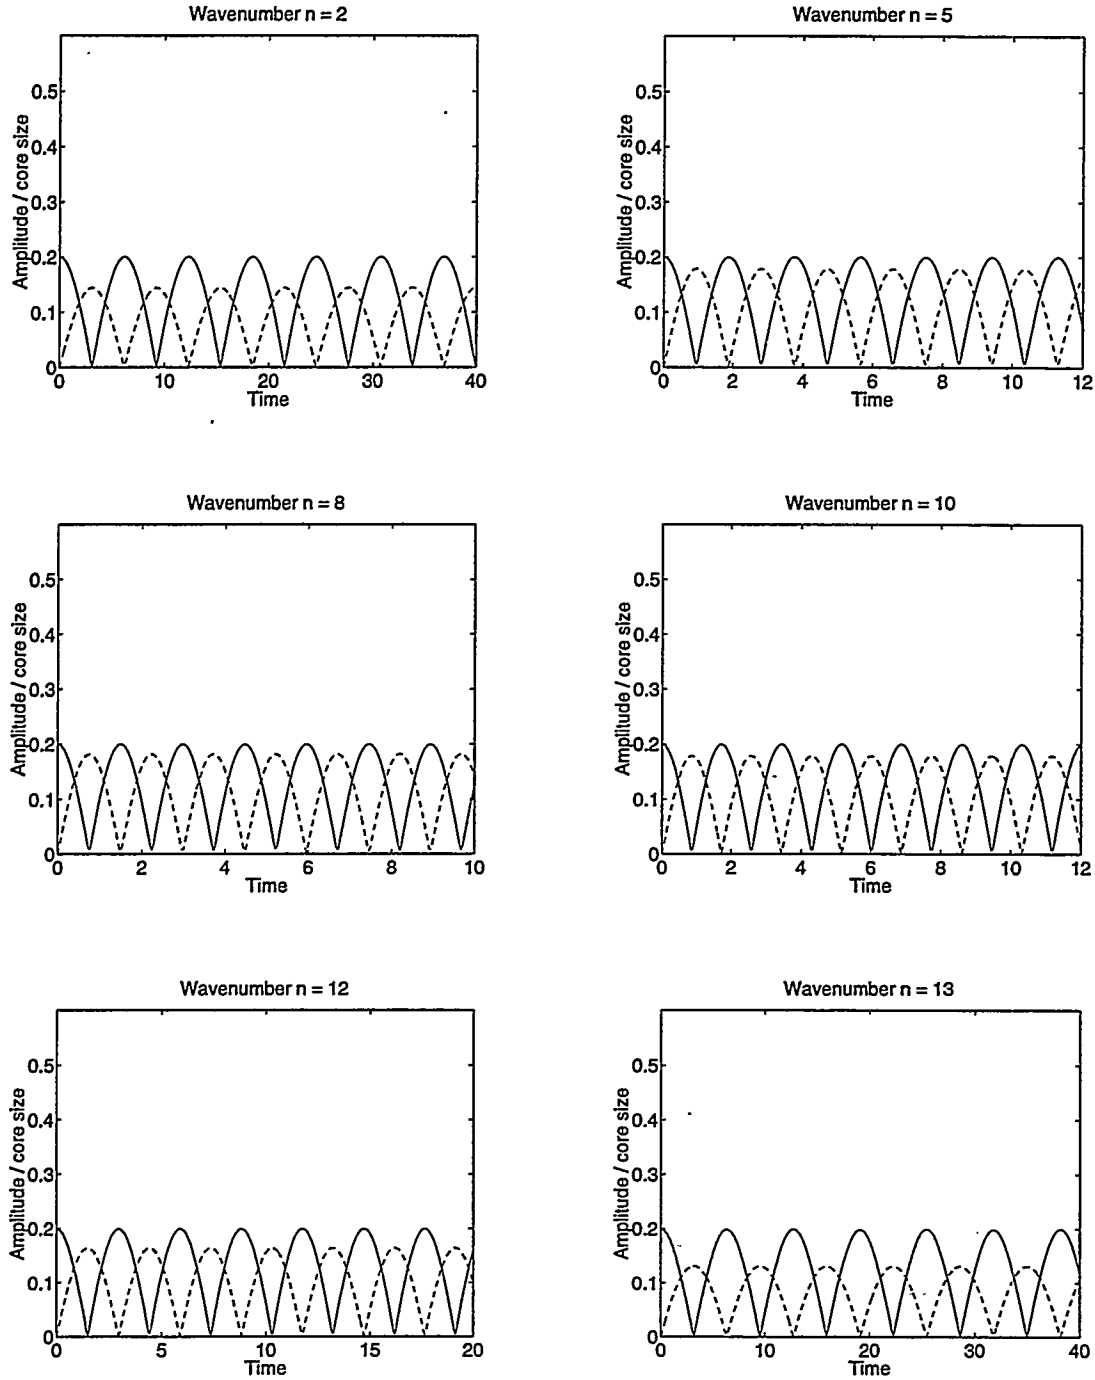 Wavenumber n = 2
Amplitude / core size
0.5
0.4
0.3
0.2
0.1
0
0 10 20 30 40
Time
Wavenumber n = 5
Amplitude / core size
0.5
0.4
0.3
0.2
0.1
0
0 2 4 6 8 10 12
Time
Wavenumber n = 8
Amplitude / core size
0.5
0.4
0.3
0.2
0.1
0
0 2 4 6 8 10
Time
Wavenumber n = 10
Amplitude / core size
0.5
0.4
0.3
0.2
0.1
0
0 2 4 6 8 10 12
Time
Wavenumber n = 12
Amplitude / core size
0.5
0.4
0.3
0.2
0.1
0
0 5 10 15 20
Time
Wavenumber n = 13
Amplitude / core size
0.5
0.4
0.3
0.2
0.1
0
0 10 20 30 40
Time